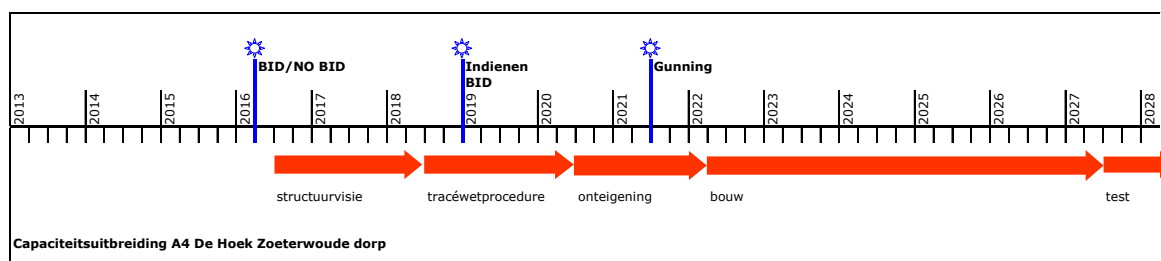 BID/NO BID
Indienen
BID
Gunning
2013
2014
2015
2016
2017
2018
2019
2020
2021
2022
2023
2024
2025
2026
2027
2028
structuurvisie
tracéwetprocedure
onteigening
bouw
test
Capaciteitsuitbreiding A4 De Hoek Zoeterwoude dorp